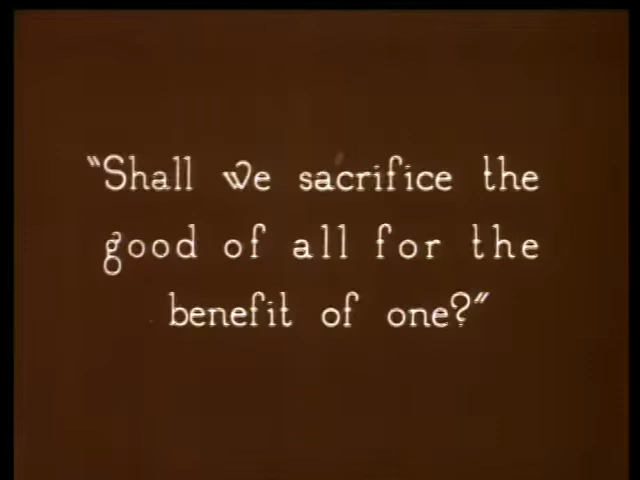 "Shall we sacrifice the
good of all for the
benefit of one?"